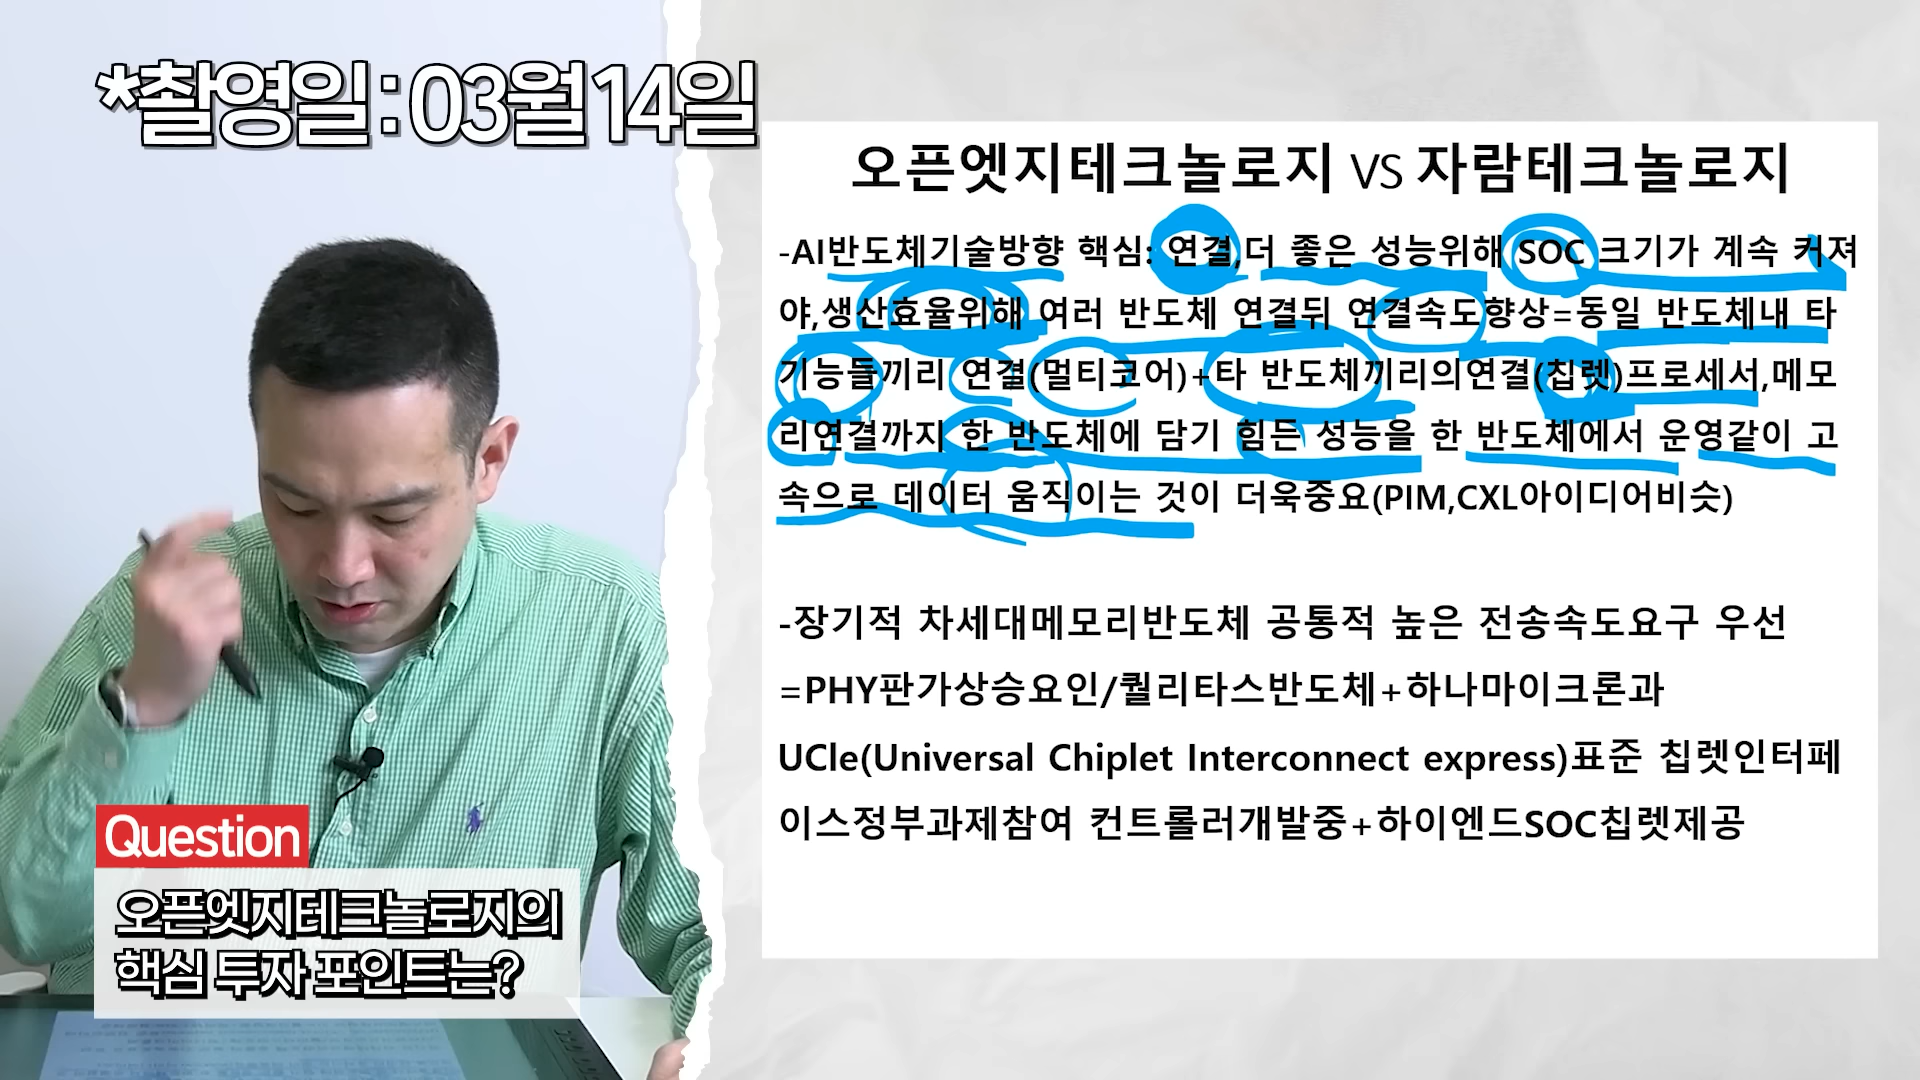 *촬영일:03월14일
오픈엣지테크놀로지 VS 자람테크놀로지
-AI반도체기술방향 핵심: 연결,더 좋은 성능위해 SOC 크기가 계속 커져
야,생산효율위해 여러 반도체 연결뒤 연결속도향상=동일 반도체내 타
기능들끼리 연결(멀티코어)+타 반도체끼리의연결(칩렛)프로세서,메모
리연결까지 한 반도체에 담기 힘든 성능을 한 반도체에서 운영같이 고
속으로 데이터 움직이는 것이 더욱중요(PIM,CXL아이디어비슷)
-장기적 차세대메모리반도체 공통적 높은 전송속도요구 우선
=PHY판가상승요인/퀄리타스반도체+하나마이크론과
UCle(Universal Chiplet Interconnect express)표준 칩렛인터페
이스정부과제참여 컨트롤러개발중+하이엔드SOC칩렛제공
Question
오픈엣지테크놀로지의
핵심 투자 포인트는?